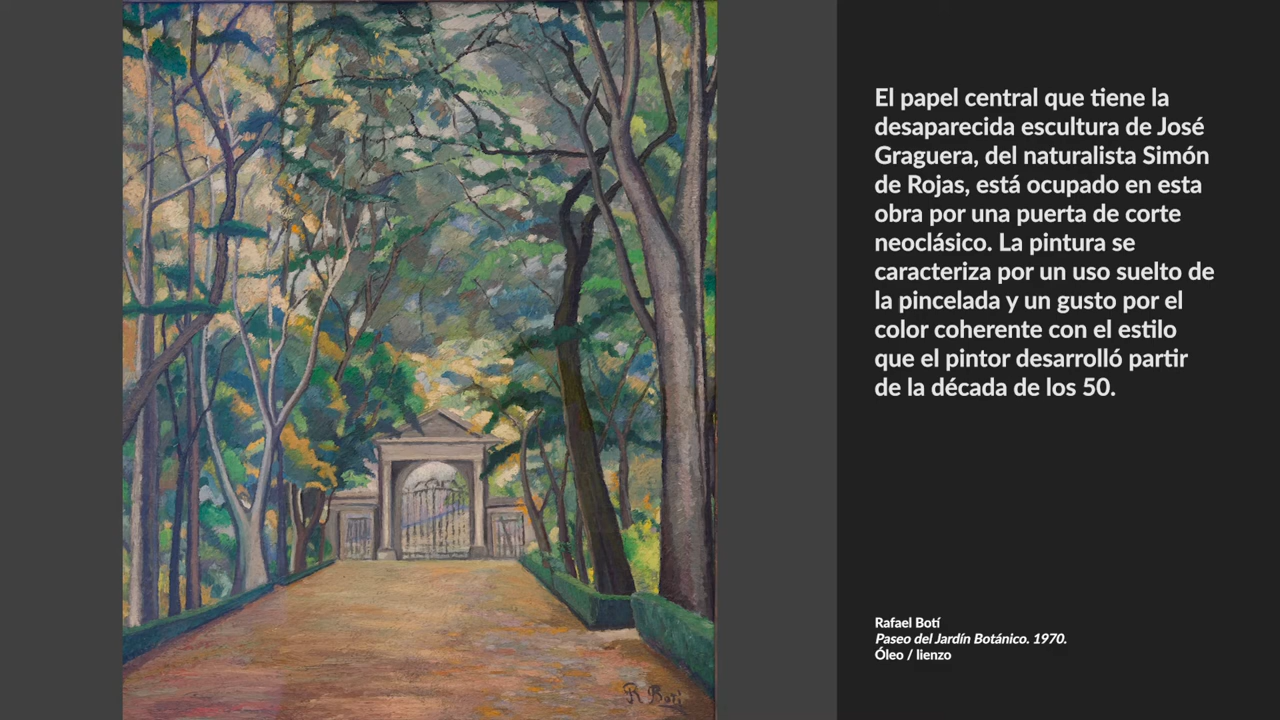 El papel central que tiene la
desaparecida escultura de José
Graguera, del naturalista Simón
de Rojas, está ocupado en esta
obra por una puerta de corte
neoclásico. La pintura se
caracteriza por un uso suelto de
la pincelada y un gusto por el
color coherente con el estilo
que el pintor desarrolló partir
de la década de los 50.
Rafael Botí
Paseo del Jardín Botánico. 1970.
Óleo / lienzo
R. Botí